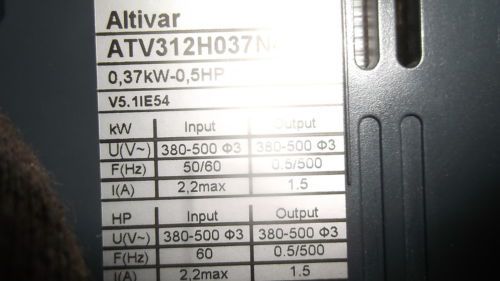 Altivar
ATV312H037N
0,37kW-0,5HP
V5.1IE54
kW Input Output
U(V~) 380-500 Φ3 380-500 Φ3
F(Hz) 50/60 0.5/500
I(A) 2,2max 1.5
HP Input Output
U(V~) 380-500 Φ3 380-500 Φ3
F(Hz) 60 0.5/500
I(A) 2,2max 1.5